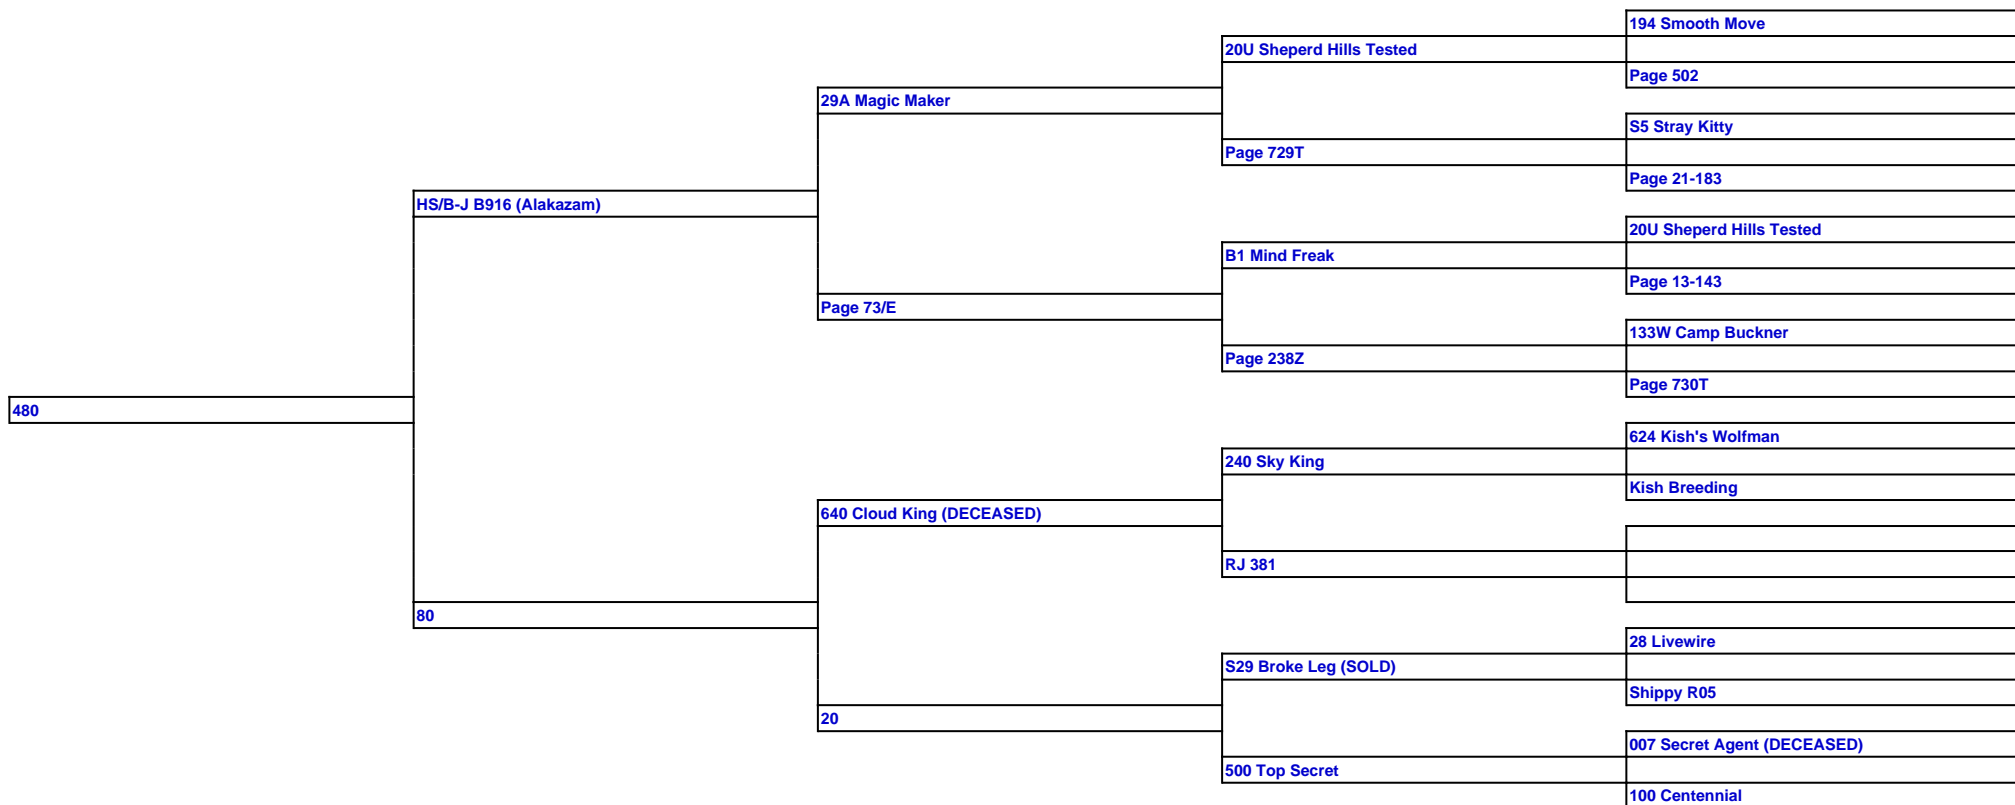 194 Smooth Move
20U Sheperd Hills Tested
Page 502
29A Magic Maker
S5 Stray Kitty
Page 729T
Page 21-183
HS/B-J B916 (Alakazam)
20U Sheperd Hills Tested
B1 Mind Freak
Page 13-143
Page 73/E
133W Camp Buckner
Page 238Z
Page 730T
480
624 Kish's Wolfman
240 Sky King
Kish Breeding
640 Cloud King (DECEASED)
RJ 381
80
28 Livewire
S29 Broke Leg (SOLD)
Shippy R05
20
007 Secret Agent (DECEASED)
500 Top Secret
100 Centennial